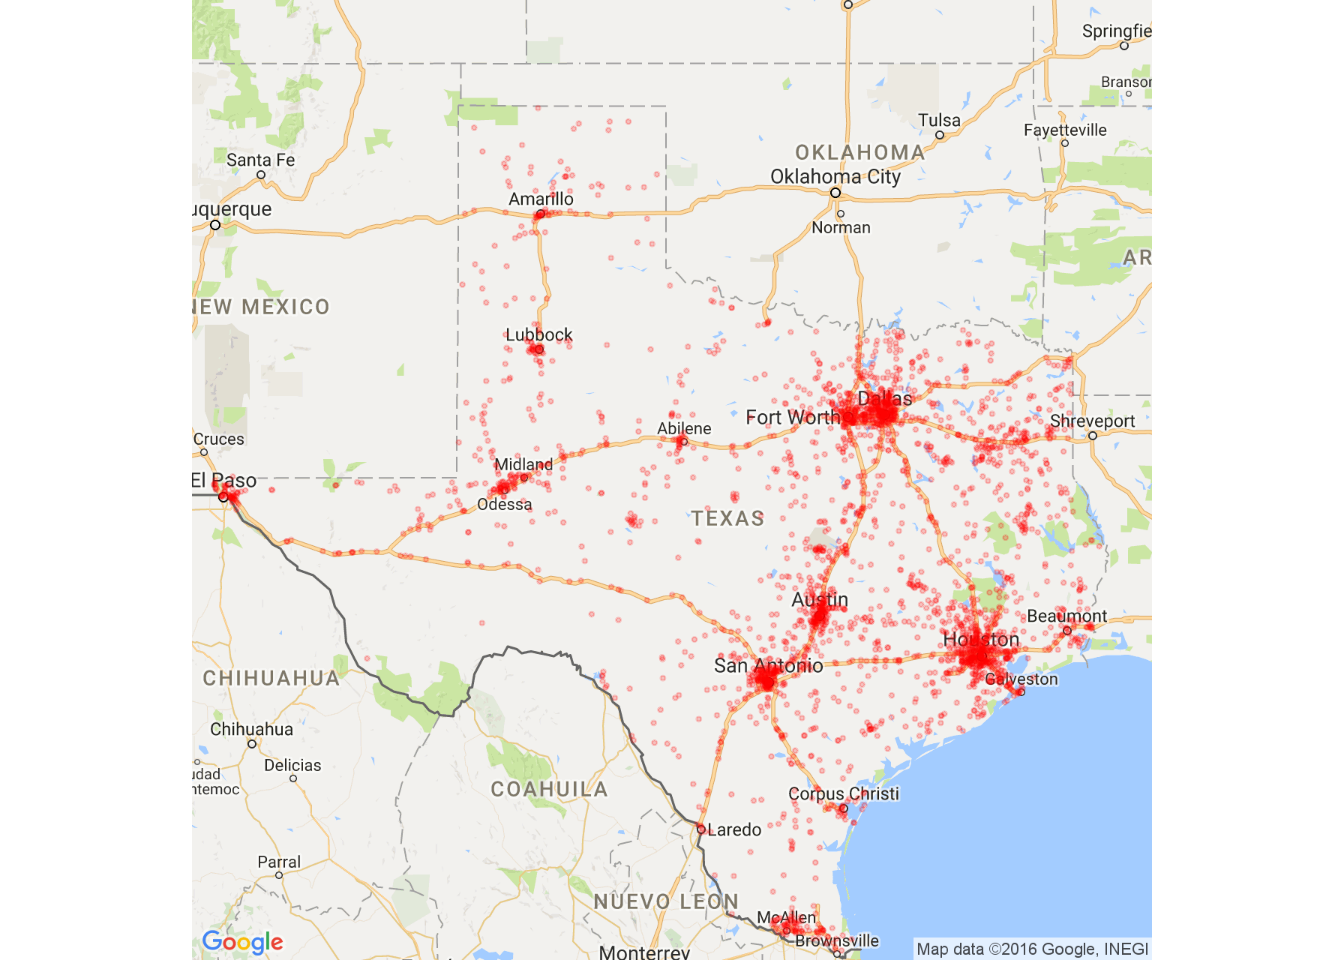 Springfie
Branson
Tulsa
Fayetteville
OKLAHOMA
Santa Fe
Oklahoma City
Amarillo
uquerque
Norman
AR
NEW MEXICO
Lubbock
Dallas
Fort Worth
Shreveport
Abilene
Cruces
Midland
El Paso
Odessa
TEXAS
Austin
Beaumont
Houston
San Antonio
CHIHUAHUA
Galveston
Chihuahua
Delicias
udad
ntemoc
COAHUILA
Corpus Christi
Laredo
Parral
NUEVO LEON
McAllen
Brownsville
Google
Monterrey
Map data ©2016 Google, INEGI